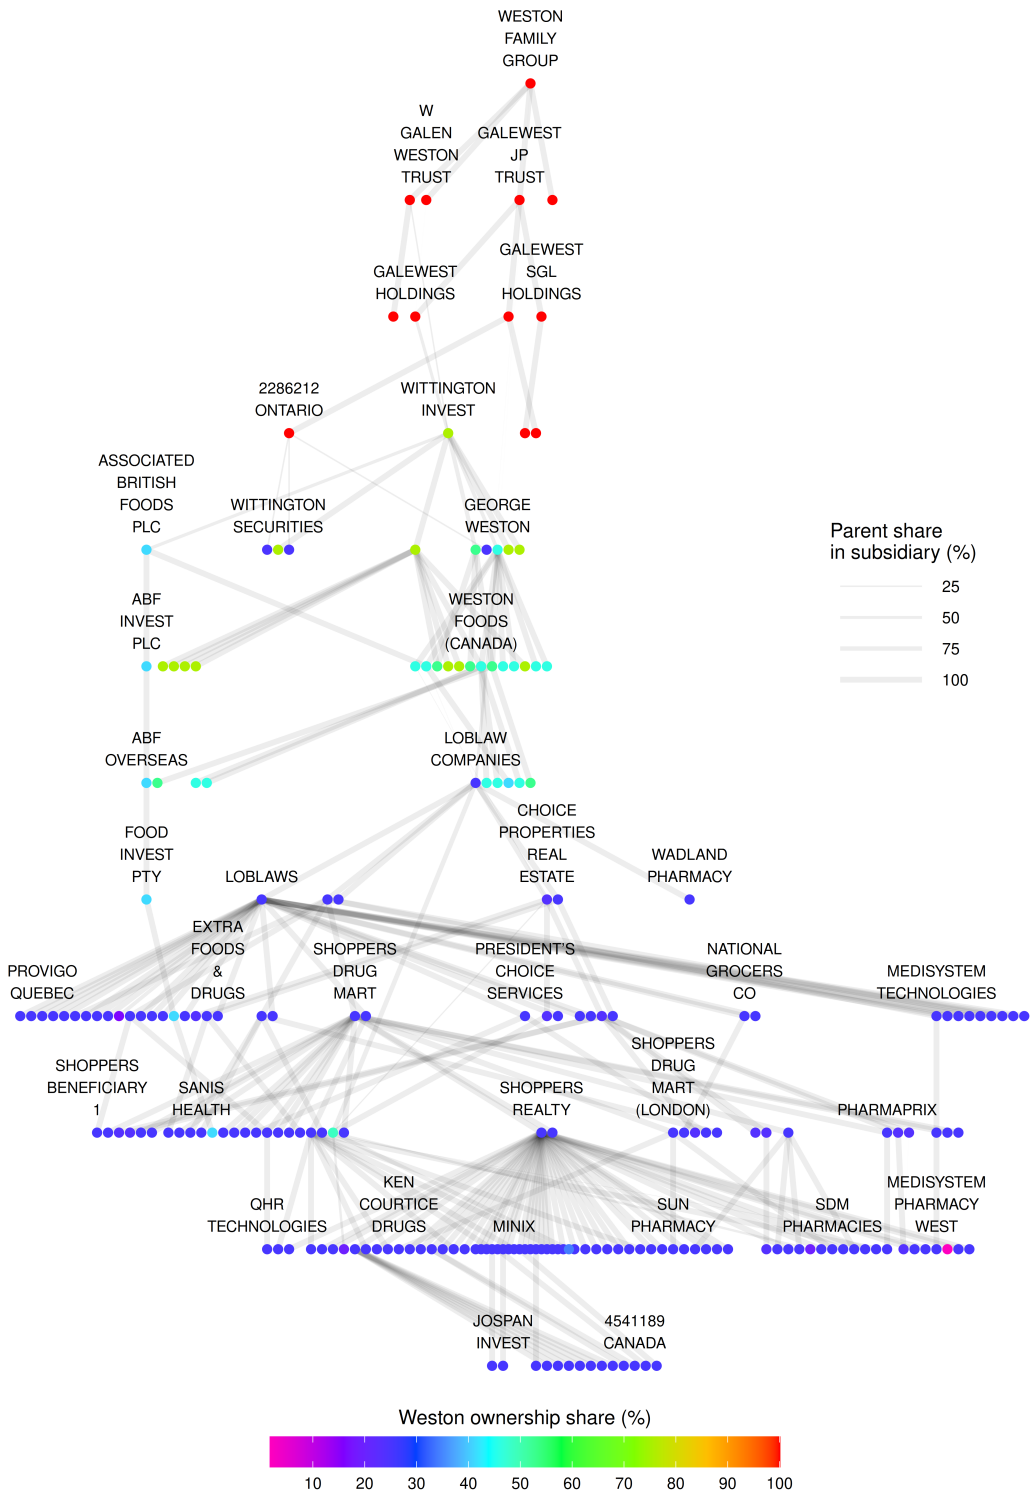 WESTON
FAMILY
GROUP
W
GALEN
WESTON
TRUST
GALEWEST
JP
TRUST
GALEWEST
HOLDINGS
GALEWEST
SGL
HOLDINGS
2286212
ONTARIO
WITTINGTON
INVEST
ASSOCIATED
BRITISH
FOODS
PLC
WITTINGTON
SECURITIES
GEORGE
WESTON
Parent share
in subsidiary (%)
25
50
75
100
ABF
INVEST
PLC
WESTON
FOODS
(CANADA)
ABF
OVERSEAS
LOBLAW
COMPANIES
FOOD
INVEST
PTY
LOBLAWS
CHOICE
PROPERTIES
REAL
ESTATE
WADLAND
PHARMACY
PROVIGO
QUEBEC
EXTRA
FOODS
&
DRUGS
SHOPPERS
DRUG
MART
PRESIDENT'S
CHOICE
SERVICES
NATIONAL
GROCERS
CO
MEDISYSTEM
TECHNOLOGIES
SHOPPERS
BENEFICIARY
1
SANIS
HEALTH
SHOPPERS
REALTY
SHOPPERS
DRUG
MART
(LONDON)
PHARMAPRIX
QHR
TECHNOLOGIES
KEN
COURTICE
DRUGS
MINIX
SUN
PHARMACY
SDM
PHARMACIES
MEDISYSTEM
PHARMACY
WEST
JOSPAN
INVEST
4541189
CANADA
Weston ownership share (%)
10 20 30 40 50 60 70 80 90 100